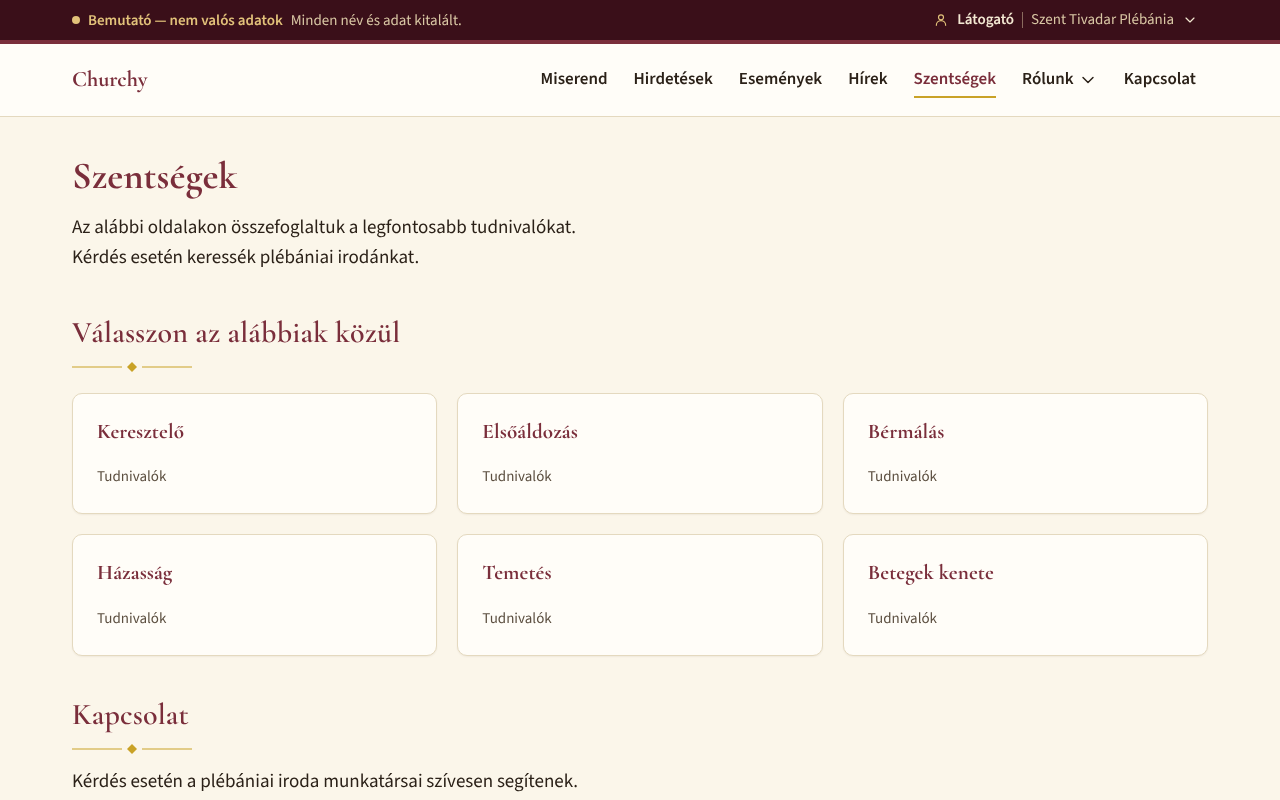 Bemutató — nem valós adatok Minden név és adat kitalált.
Látogató Szent Tivadar Plébánia
Churchy
Miserend Hirdetések Események Hírek Szentségek Rólunk Kapcsolat
Szentségek
Az alábbi oldalakon összefoglaltuk a legfontosabb tudnivalókat.
Kérdés esetén keressék plébániai irodánkat.
Válasszon az alábbiak közül
Keresztelő
Tudnivalók
Elsőáldozás
Tudnivalók
Bérmálás
Tudnivalók
Házasság
Tudnivalók
Temetés
Tudnivalók
Betegek kenete
Tudnivalók
Kapcsolat
Kérdés esetén a plébániai iroda munkatársai szívesen segítenek.